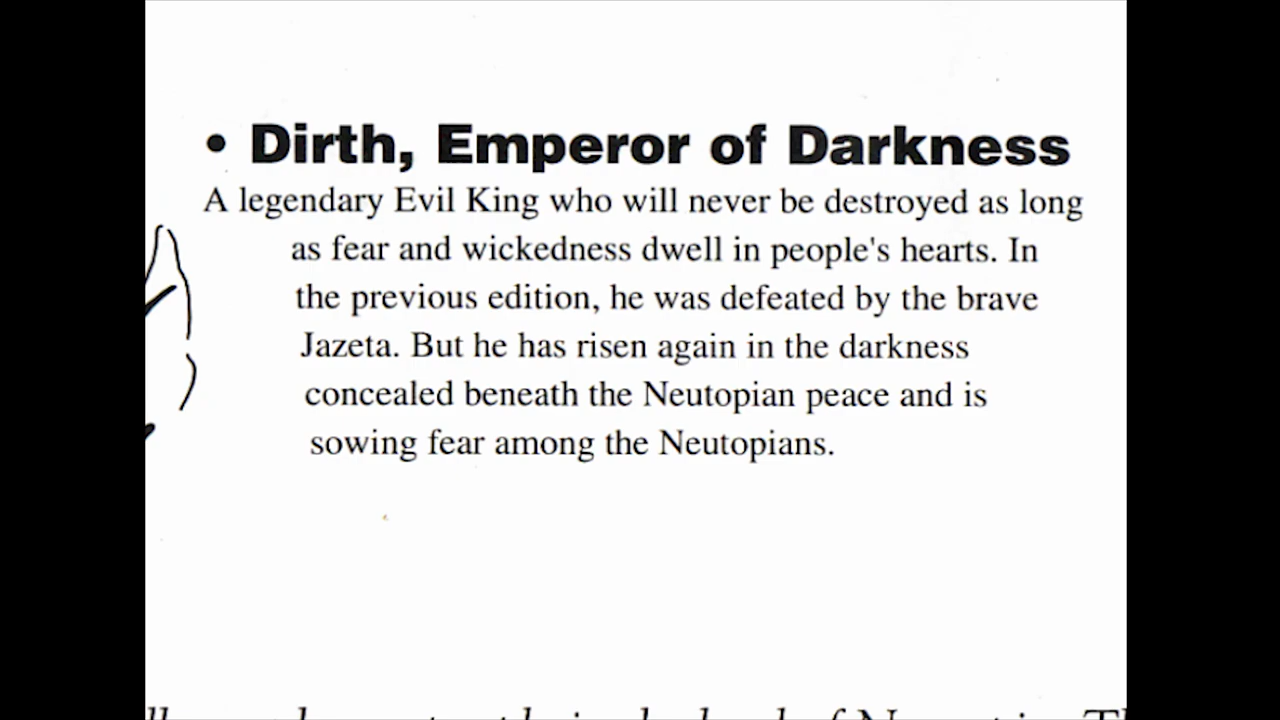 • Dirth, Emperor of Darkness
A legendary Evil King who will never be destroyed as long
as fear and wickedness dwell in people's hearts. In
the previous edition, he was defeated by the brave
Jazeta. But he has risen again in the darkness
concealed beneath the Neutopian peace and is
sowing fear among the Neutopians.